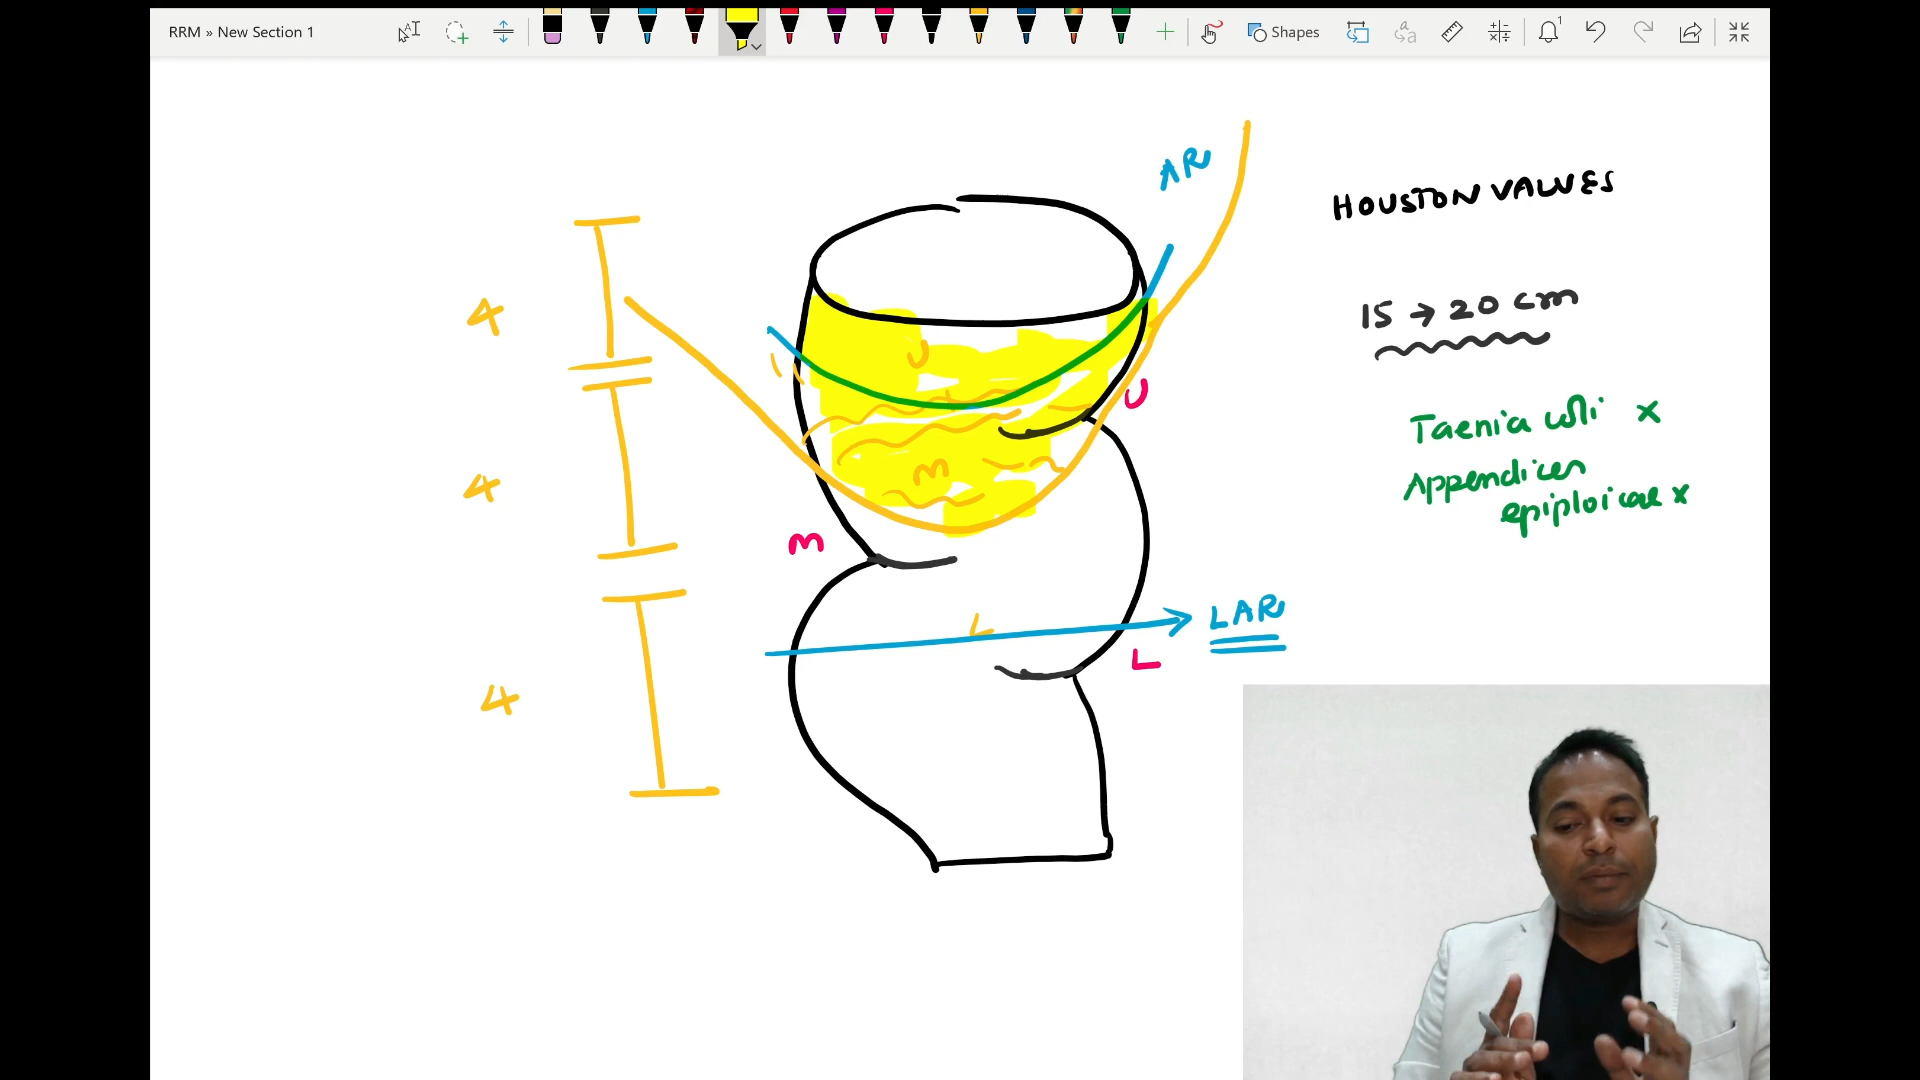 RRM » New Section 1
Shapes
1
AR
HOUSTON VALVES
15 → 20 cm
4
U
U
Taenia coli x
Appendices
epiploicae x
4
m
m
L
LAR
L
4